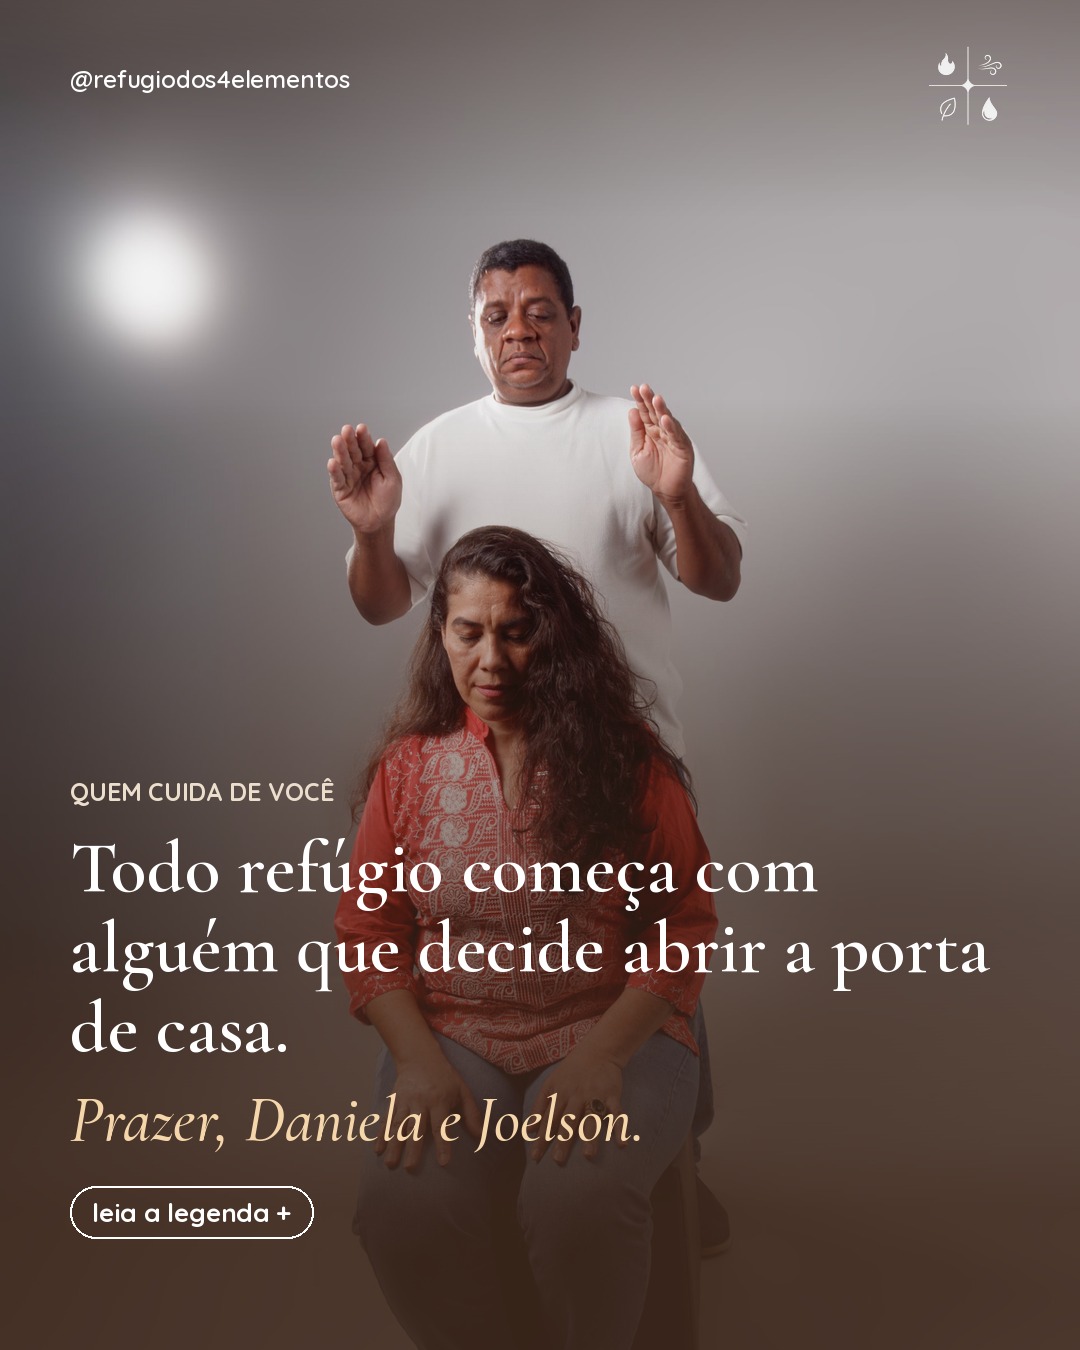 @refugiodos4elementos
QUEM CUIDA DE VOCÊ
Todo refúgio começa com
alguém que decide abrir a porta
de casa.
Prazer, Daniela e Joelson.
leia a legenda +